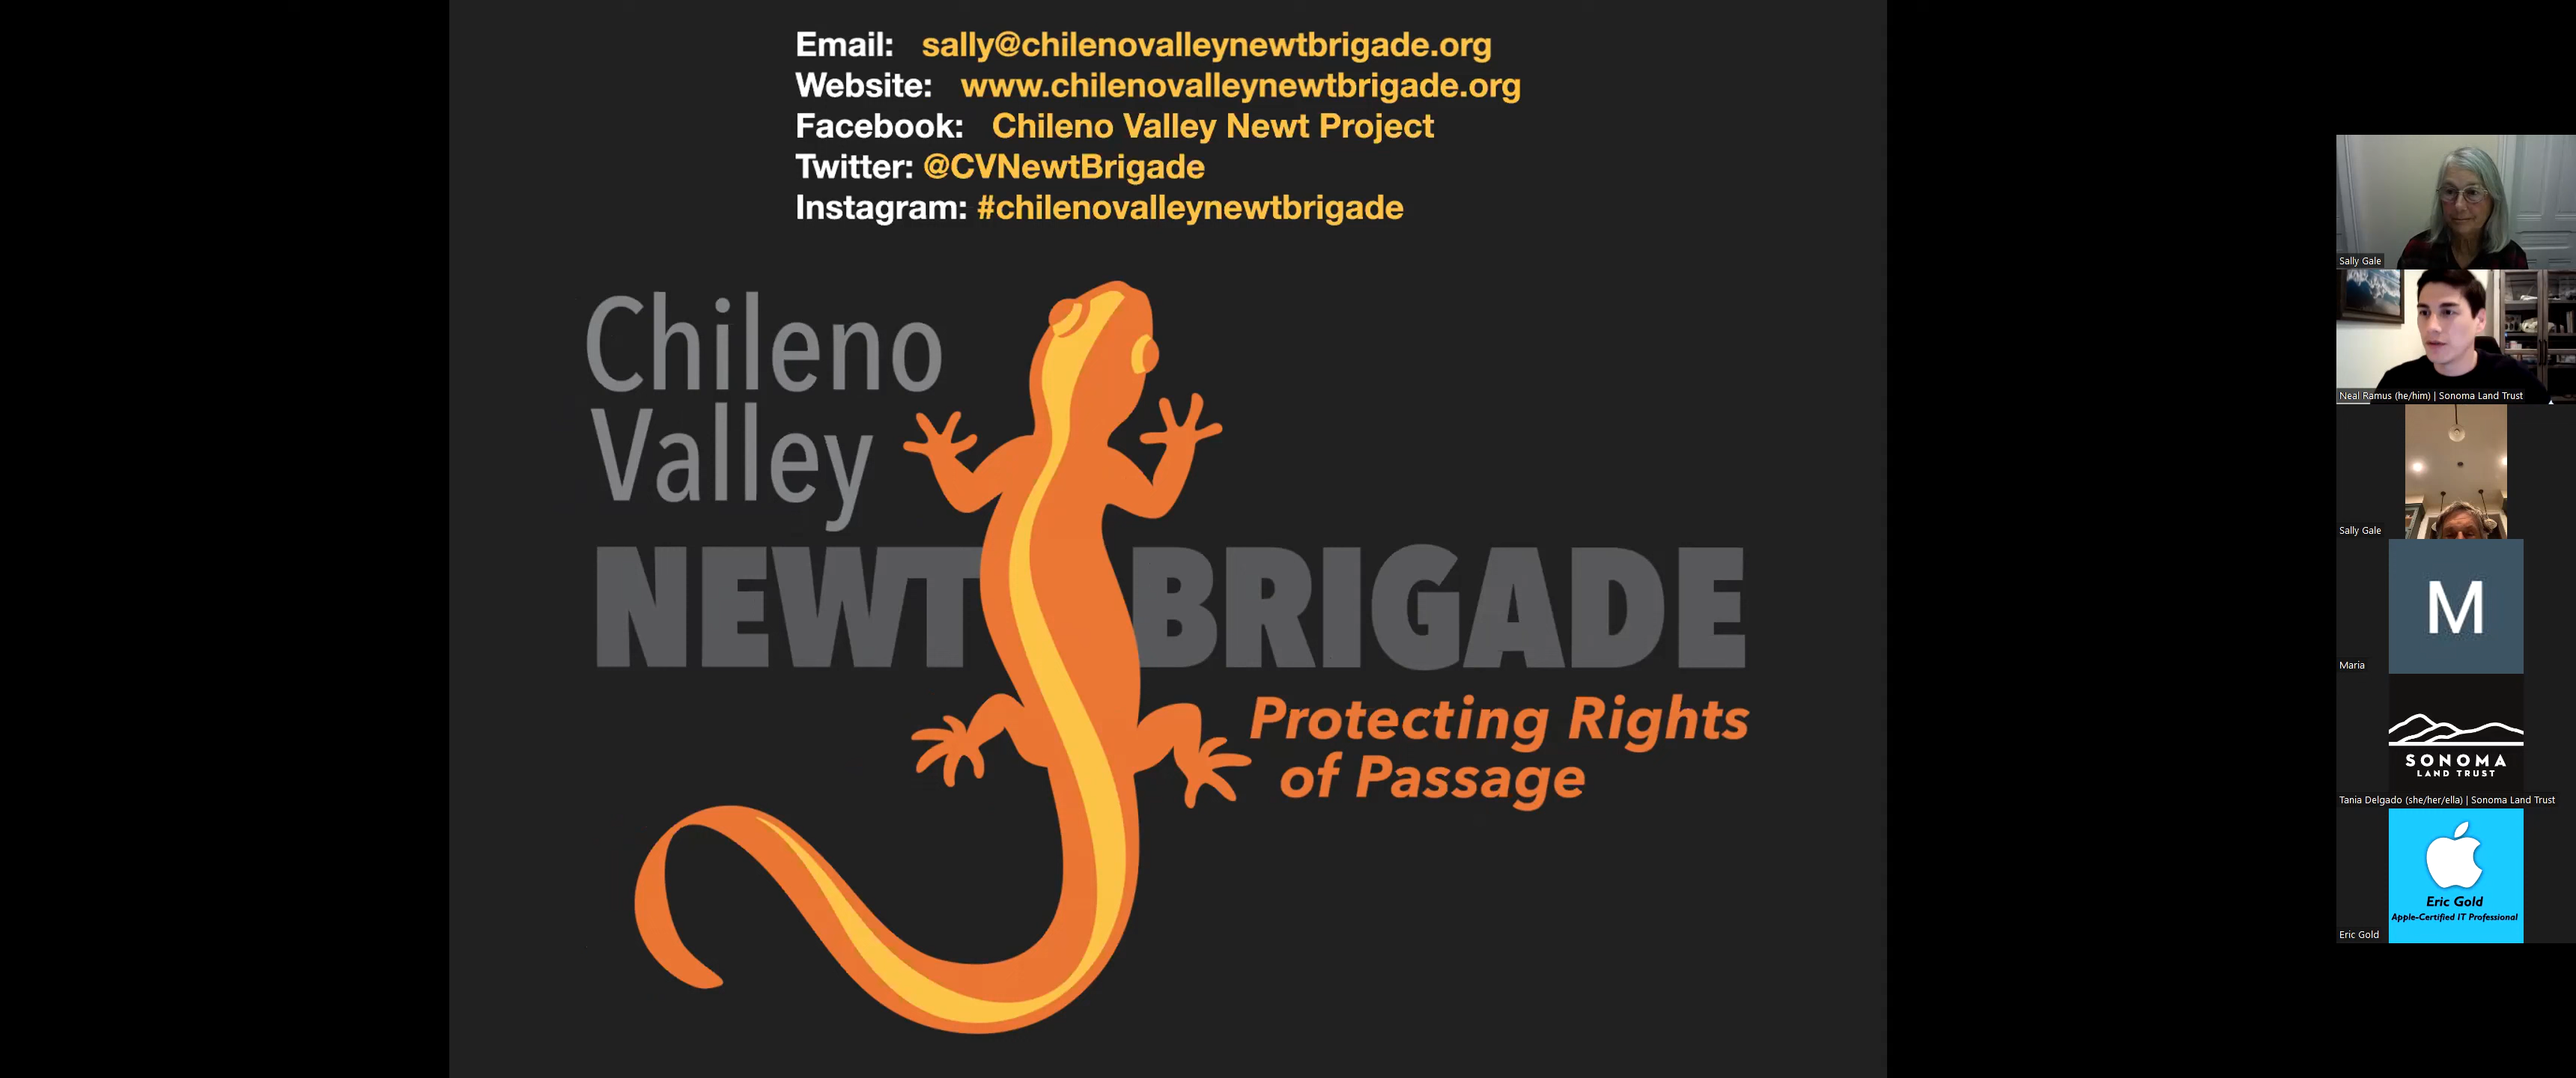 Email: sally@chilenovalleynewtbrigade.org
Website: www.chilenovalleynewtbrigade.org
Facebook: Chileno Valley Newt Project
Twitter: @CVNewtBrigade
Instagram: #chilenovalleynewtbrigade
Chileno
Valley
NEWT BRIGADE
Protecting Rights
of Passage
Sally Gale
Neal Ramus (he/him) | Sonoma Land Trust
Sally Gale
M
Maria
SONOMA
LAND TRUST
Tania Delgado (she/her/ella) | Sonoma Land Trust
Eric Gold
Apple-Certified IT Professional
Eric Gold